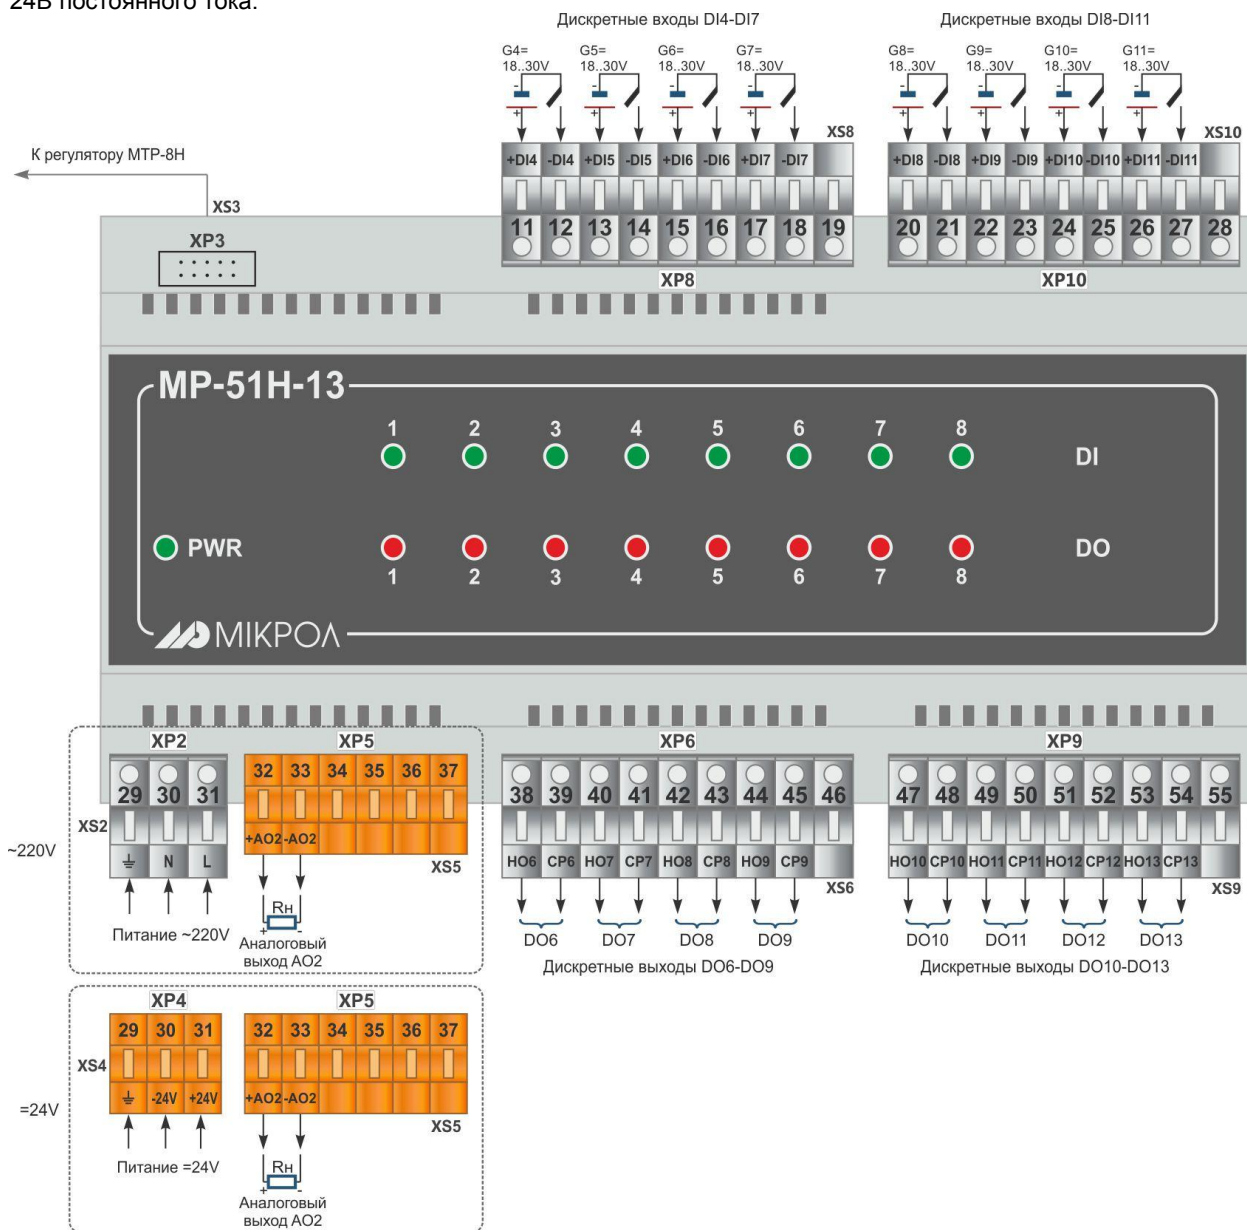 24В постоянного тока.
Дискретные входы DI4-DI7
Дискретные входы DI8-DI11
G4= G5= G6= G7=
18..30V 18..30V 18..30V 18..30V
G8= G9= G10= G11=
18..30V 18..30V 18..30V 18..30V
- - - -
+ + + +
- - - -
+ + + +
XS8
XS10
+DI4 -DI4 +DI5 -DI5 +DI6 -DI6 +DI7 -DI7
+DI8 -DI8 +DI9 -DI9 +DI10 -DI10 +DI11 -DI11
11 12 13 14 15 16 17 18 19
20 21 22 23 24 25 26 27 28
XP8
XP10
К регулятору МТР-8Н
XS3
XP3
МР-51Н-13
1 2 3 4 5 6 7 8
DI
PWR
DO
1 2 3 4 5 6 7 8
МІКРОЛ
XP2
XP5
XP6
XP9
29 30 31
32 33 34 35 36 37
38 39 40 41 42 43 44 45 46
47 48 49 50 51 52 53 54 55
XS2
~220V
N L
+AO2 -AO2
XS5
HO6 CP6 HO7 CP7 HO8 CP8 HO9 CP9
XS6
HO10 CP10 HO11 CP11 HO12 CP12 HO13 CP13
XS9
Питание ~220V
Rн
+ -
Аналоговый
выход АО2
DO6 DO7 DO8 DO9
Дискретные выходы DO6-DO9
DO10 DO11 DO12 DO13
Дискретные выходы DO10-DO13
XP4
XP5
29 30 31
32 33 34 35 36 37
XS4
=24V
-24V +24V
+AO2 -AO2
XS5
Питание =24V
Rн
+ -
Аналоговый
выход АО2